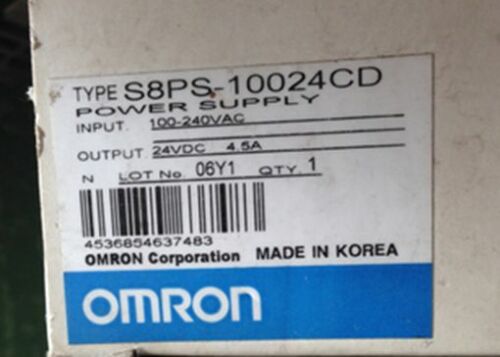 TYPE S8PS-10024CD
POWER SUPPLY
INPUT. 100-240VAC
OUTPUT. 24VDC 4.5A
N LOT No. 06Y1 QTY. 1
4536854637483
OMRON Corporation MADE IN KOREA
OMRON